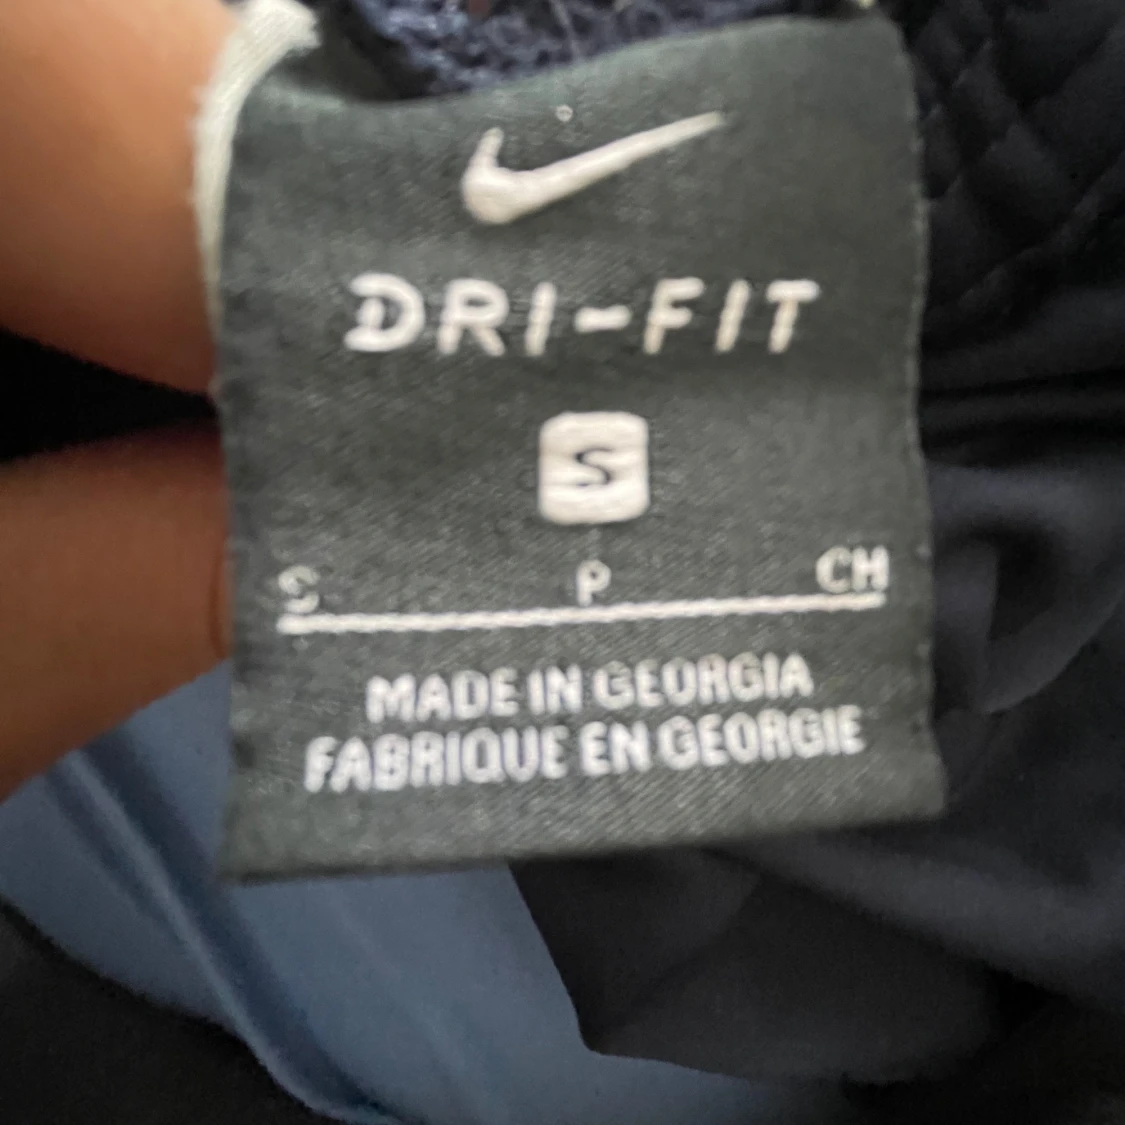 DRI-FIT
S
S P CH
MADE IN GEORGIA
FABRIQUE EN GEORGIE